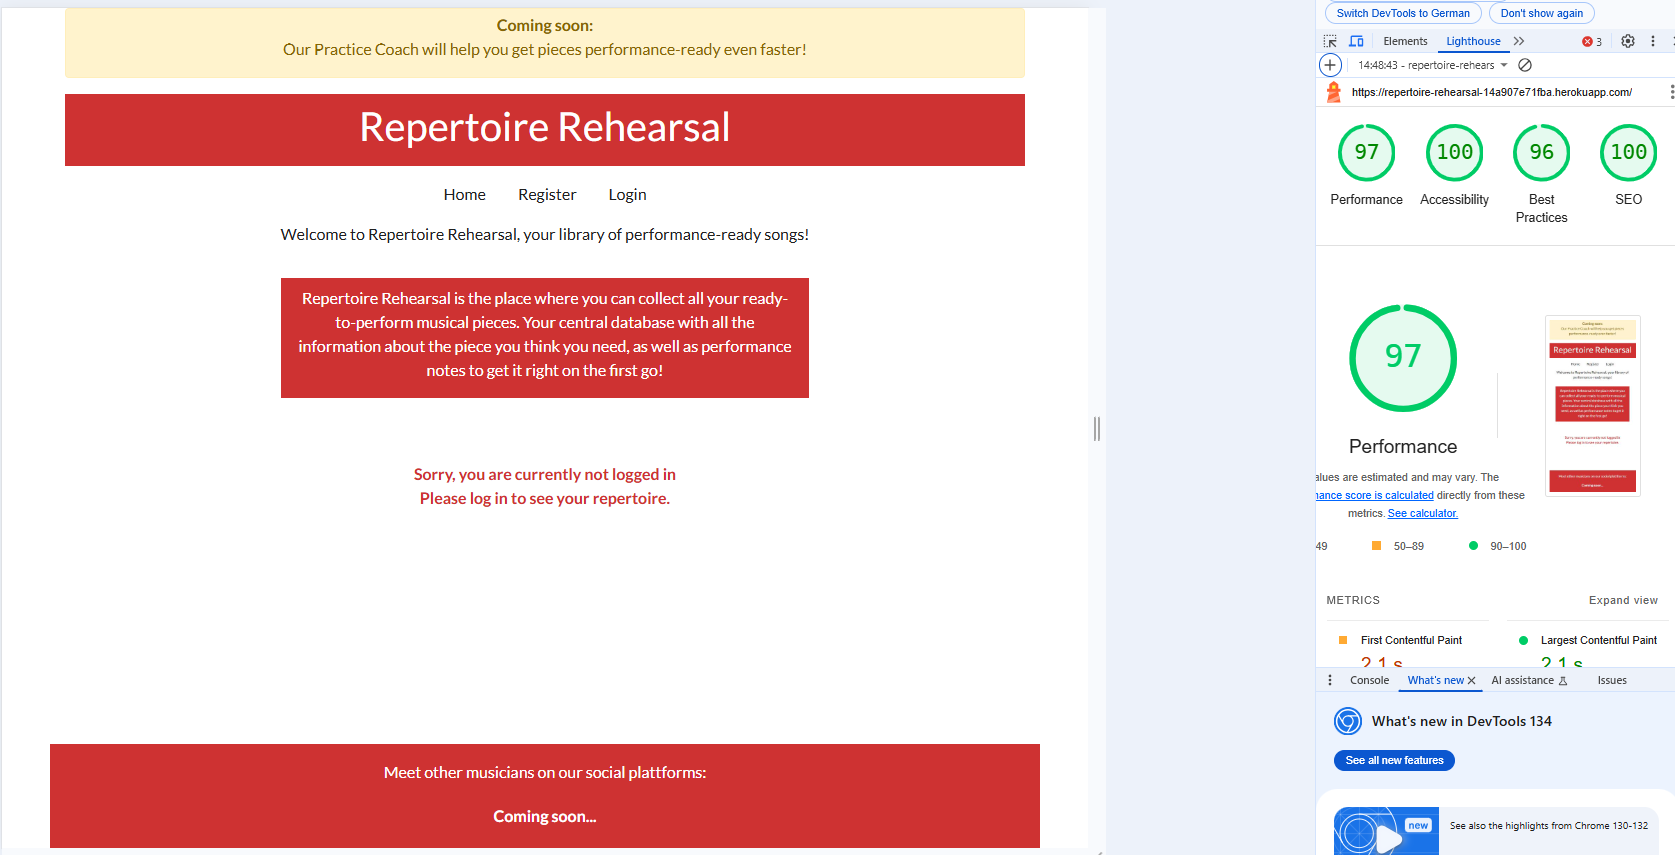 Coming soon:
Our Practice Coach will help you get pieces performance-ready even faster!
Repertoire Rehearsal
Home Register Login
Welcome to Repertoire Rehearsal, your library of performance-ready songs!
Repertoire Rehearsal is the place where you can collect all your ready-
to-perform musical pieces. Your central database with all the
information about the piece you think you need, as well as performance
notes to get it right on the first go!
Sorry, you are currently not logged in
Please log in to see your repertoire.
Meet other musicians on our social plattforms:
Coming soon...
Switch DevTools to German Don't show again
Elements Lighthouse 3
14:48:43 - repertoire-rehears
https://repertoire-rehearsal-14a907e71fba.herokuapp.com/
97 100 96 100
Performance Accessibility Best Practices SEO
97
Performance
alues are estimated and may vary. The
nance score is calculated directly from these
metrics. See calculator.
49 50–89 90–100
METRICS Expand view
First Contentful Paint Largest Contentful Paint
2.1 s 2.1 s
Console What's new AI assistance Issues
What's new in DevTools 134
See all new features
new
See also the highlights from Chrome 130-132